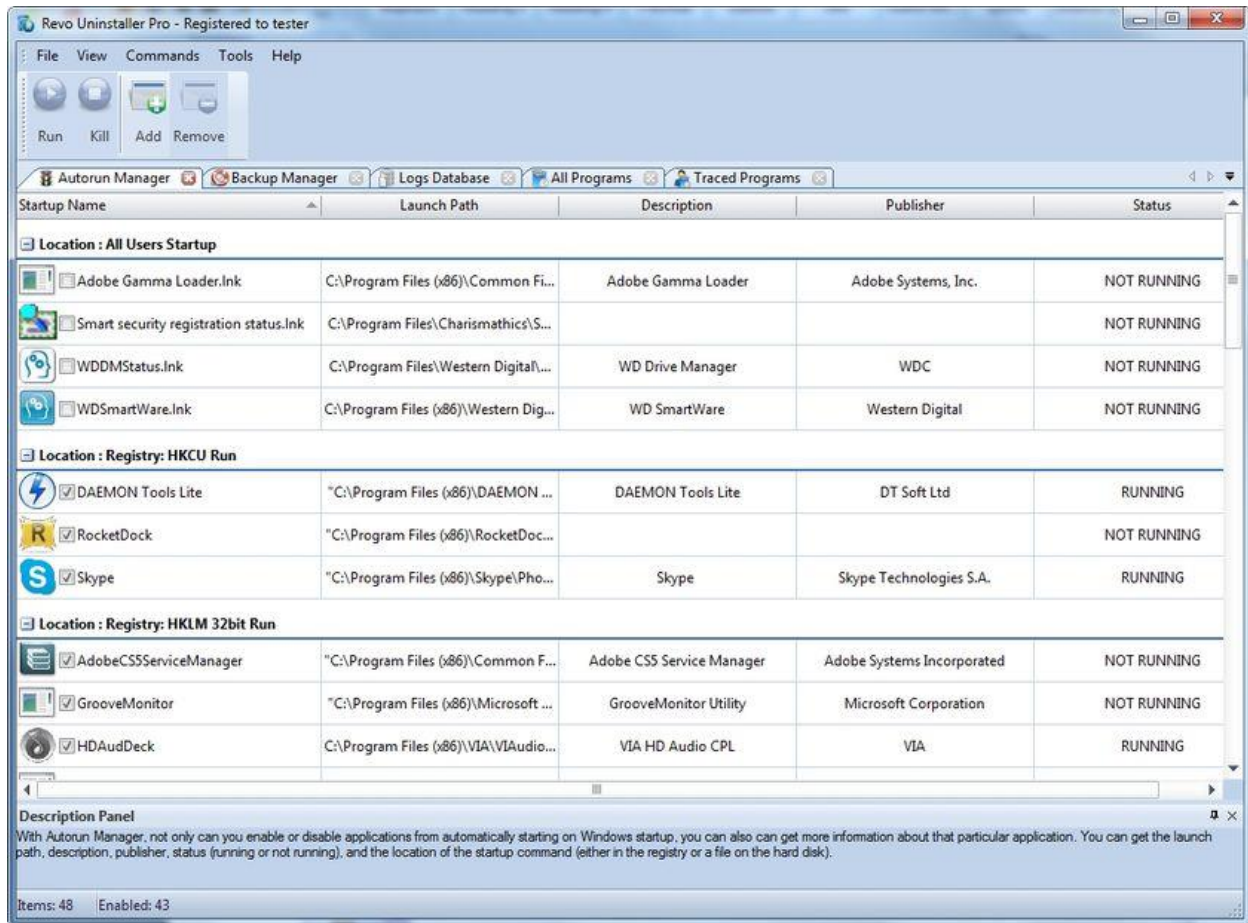 Revo Uninstaller Pro - Registered to tester
File View Commands Tools Help
Run Kill Add Remove
Autorun Manager Backup Manager Logs Database All Programs Traced Programs
Startup Name Launch Path Description Publisher Status
Location : All Users Startup
Adobe Gamma Loader.lnk C:\Program Files (x86)\Common Fi... Adobe Gamma Loader Adobe Systems, Inc. NOT RUNNING
Smart security registration status.lnk C:\Program Files\Charismathics\S... NOT RUNNING
WDDMStatus.lnk C:\Program Files\Western Digital\... WD Drive Manager WDC NOT RUNNING
WDSmartWare.lnk C:\Program Files (x86)\Western Dig... WD SmartWare Western Digital NOT RUNNING
Location : Registry: HKCU Run
DAEMON Tools Lite "C:\Program Files (x86)\DAEMON ... DAEMON Tools Lite DT Soft Ltd RUNNING
R RocketDock "C:\Program Files (x86)\RocketDoc... NOT RUNNING
S Skype "C:\Program Files (x86)\Skype\Pho... Skype Skype Technologies S.A. RUNNING
Location : Registry: HKLM 32bit Run
AdobeCS5ServiceManager "C:\Program Files (x86)\Common F... Adobe CS5 Service Manager Adobe Systems Incorporated NOT RUNNING
GrooveMonitor "C:\Program Files (x86)\Microsoft ... GrooveMonitor Utility Microsoft Corporation NOT RUNNING
HDAudDeck C:\Program Files (x86)\VIA\VIAudio... VIA HD Audio CPL VIA RUNNING
Description Panel
With Autorun Manager, not only can you enable or disable applications from automatically starting on Windows startup, you can also can get more information about that particular application. You can get the launch
path, description, publisher, status (running or not running), and the location of the startup command (either in the registry or a file on the hard disk).
Items: 48 Enabled: 43